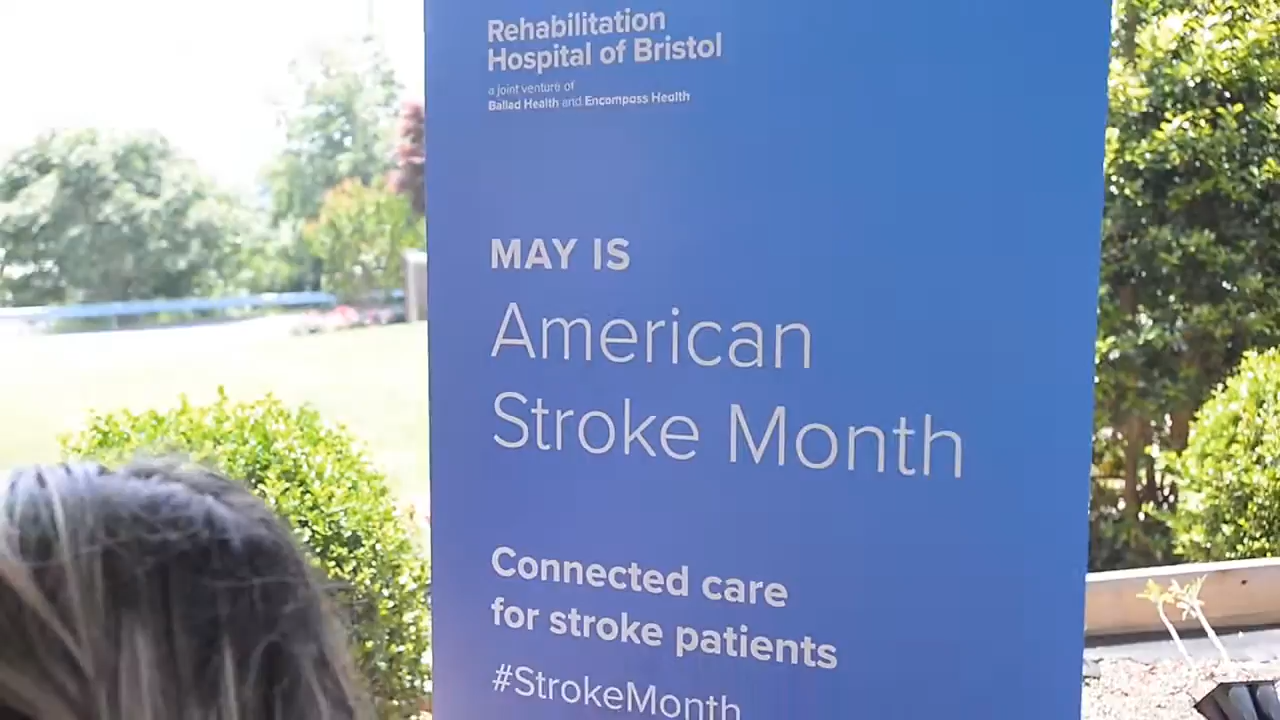 Rehabilitation
Hospital of Bristol
a joint venture of
Ballad Health and Encompass Health
MAY IS
American
Stroke Month
Connected care
for stroke patients
#StrokeMonth